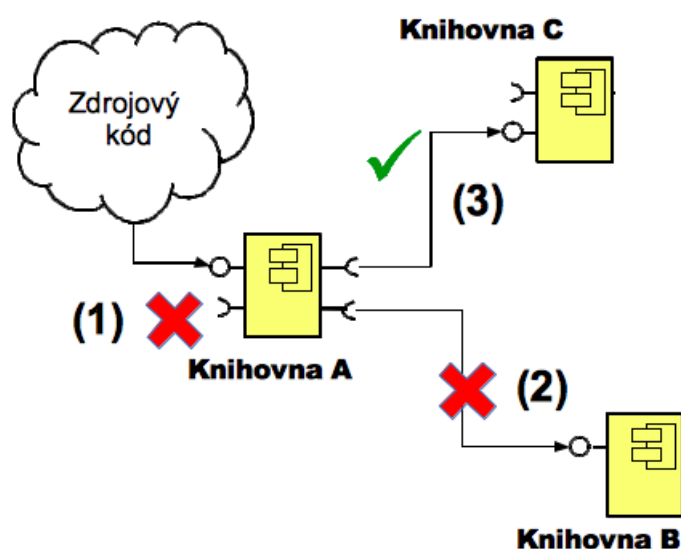 Knihovna C
Zdrojový
kód
(3)
(1)
Knihovna A
(2)
Knihovna B